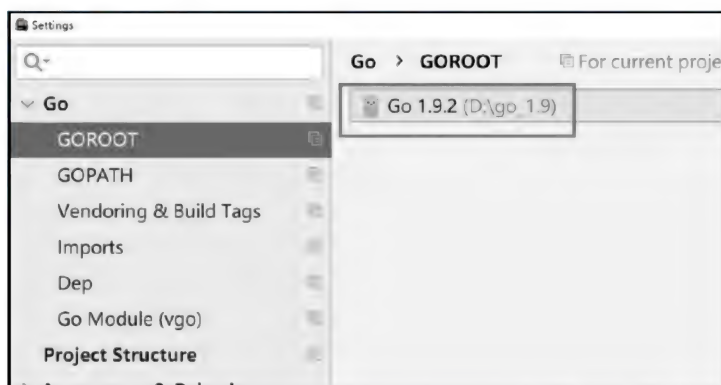 Settings
Go > GOROOT For current proje
Go
Go 1.9.2 (D:\go_1.9)
GOROOT
GOPATH
Vendoring & Build Tags
Imports
Dep
Go Module (vgo)
Project Structure